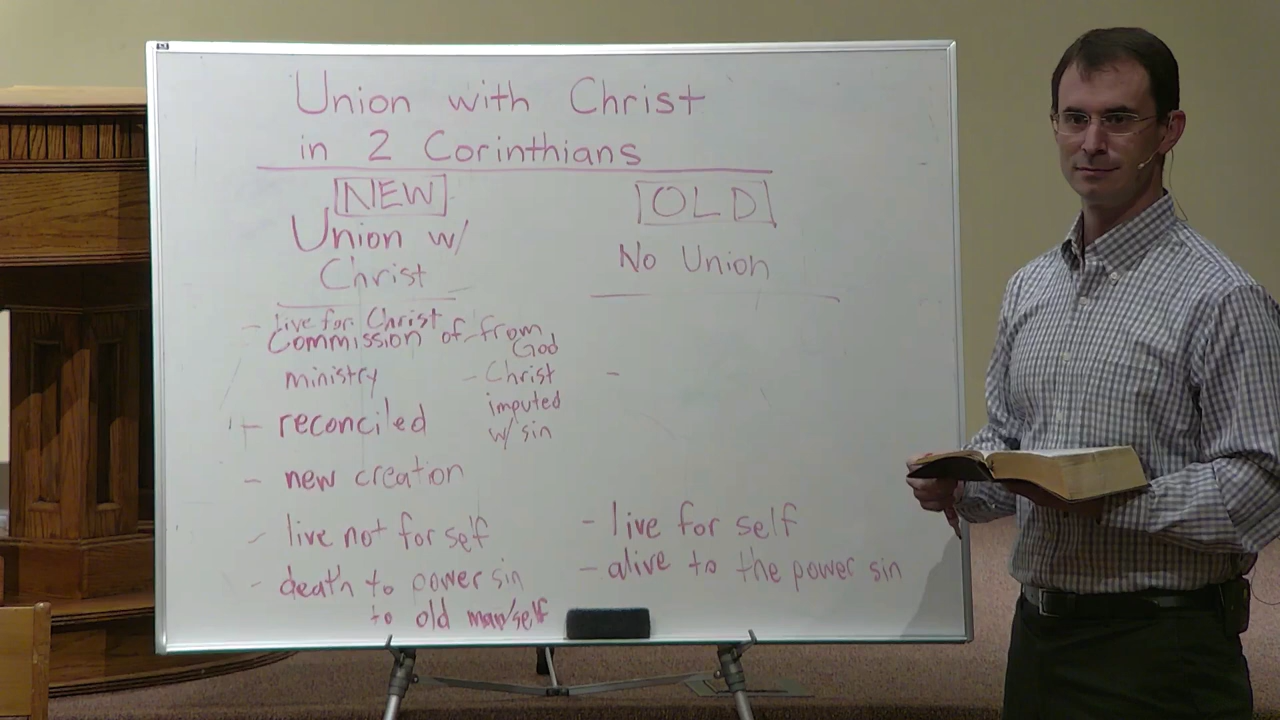 Union with Christ
in 2 Corinthians
NEW
Union w/
Christ
- live for Christ
Commission of
ministry
- from
God
- Christ
imputed
w/ sin
- reconciled
- new creation
- live not for self
- death to power sin
to old man/self
OLD
No Union
-
- live for self
- alive to the power sin